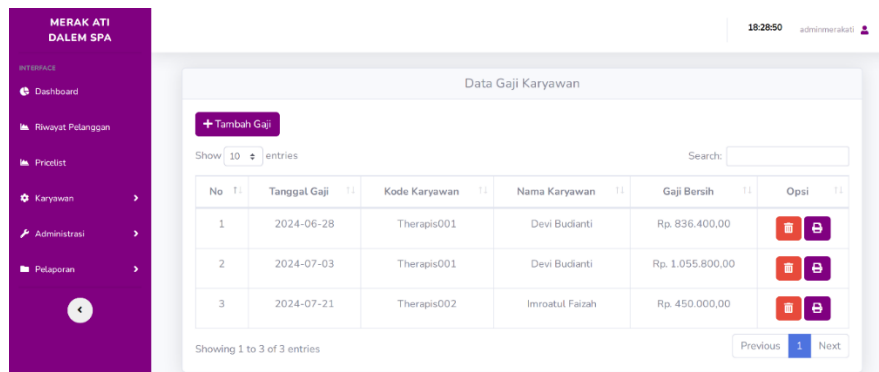 MERAK ATI
DALEM SPA
18:28:50 adminmerakati
INTERFACE
Dashboard
Riwayat Pelanggan
Pricelist
Karyawan
Administrasi
Pelaporan
Data Gaji Karyawan
+ Tambah Gaji
Show 10 entries Search:
No Tanggal Gaji Kode Karyawan Nama Karyawan Gaji Bersih Opsi
1 2024-06-28 Therapis001 Devi Budianti Rp. 836.400,00
2 2024-07-03 Therapis001 Devi Budianti Rp. 1.055.800,00
3 2024-07-21 Therapis002 Imroatul Faizah Rp. 450.000,00
Showing 1 to 3 of 3 entries Previous 1 Next